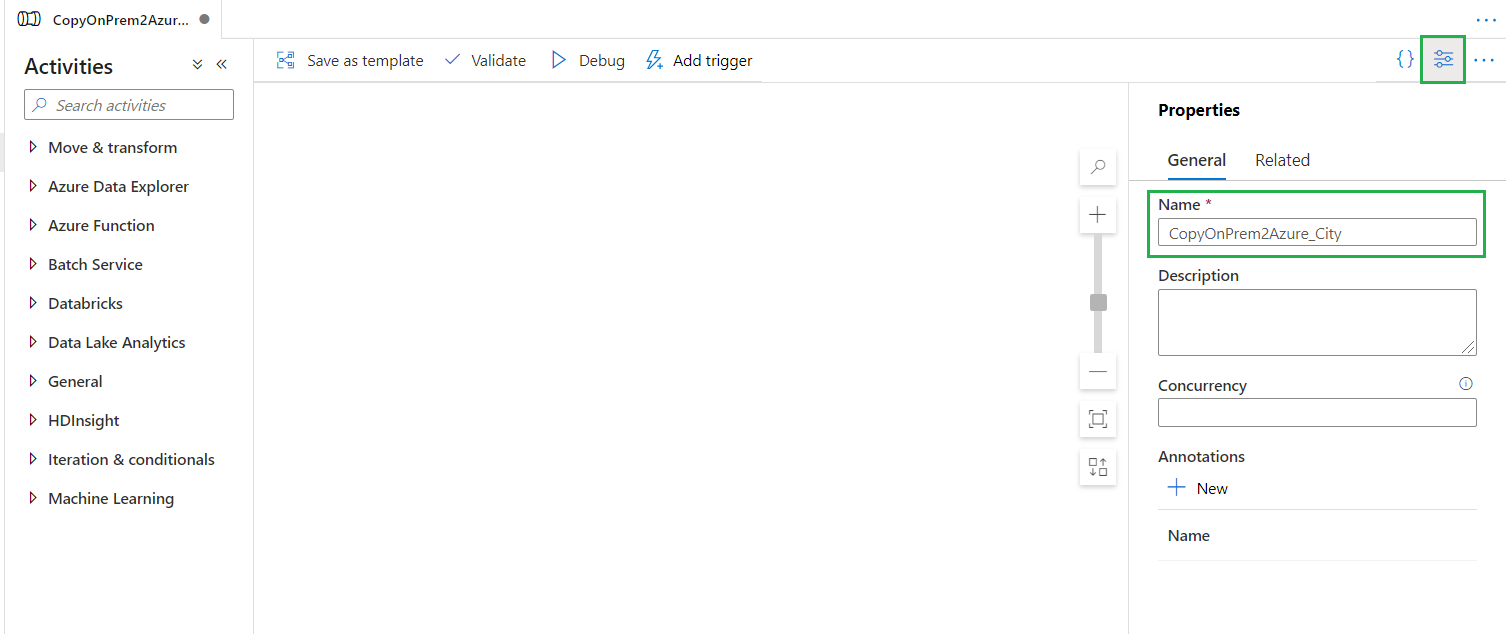 CopyOnPrem2Azur...
Activities
Search activities
Move & transform
Azure Data Explorer
Azure Function
Batch Service
Databricks
Data Lake Analytics
General
HDInsight
Iteration & conditionals
Machine Learning
Save as template Validate Debug Add trigger
{}
Properties
General Related
Name *
CopyOnPrem2Azure_City
Description
Concurrency
Annotations
New
Name